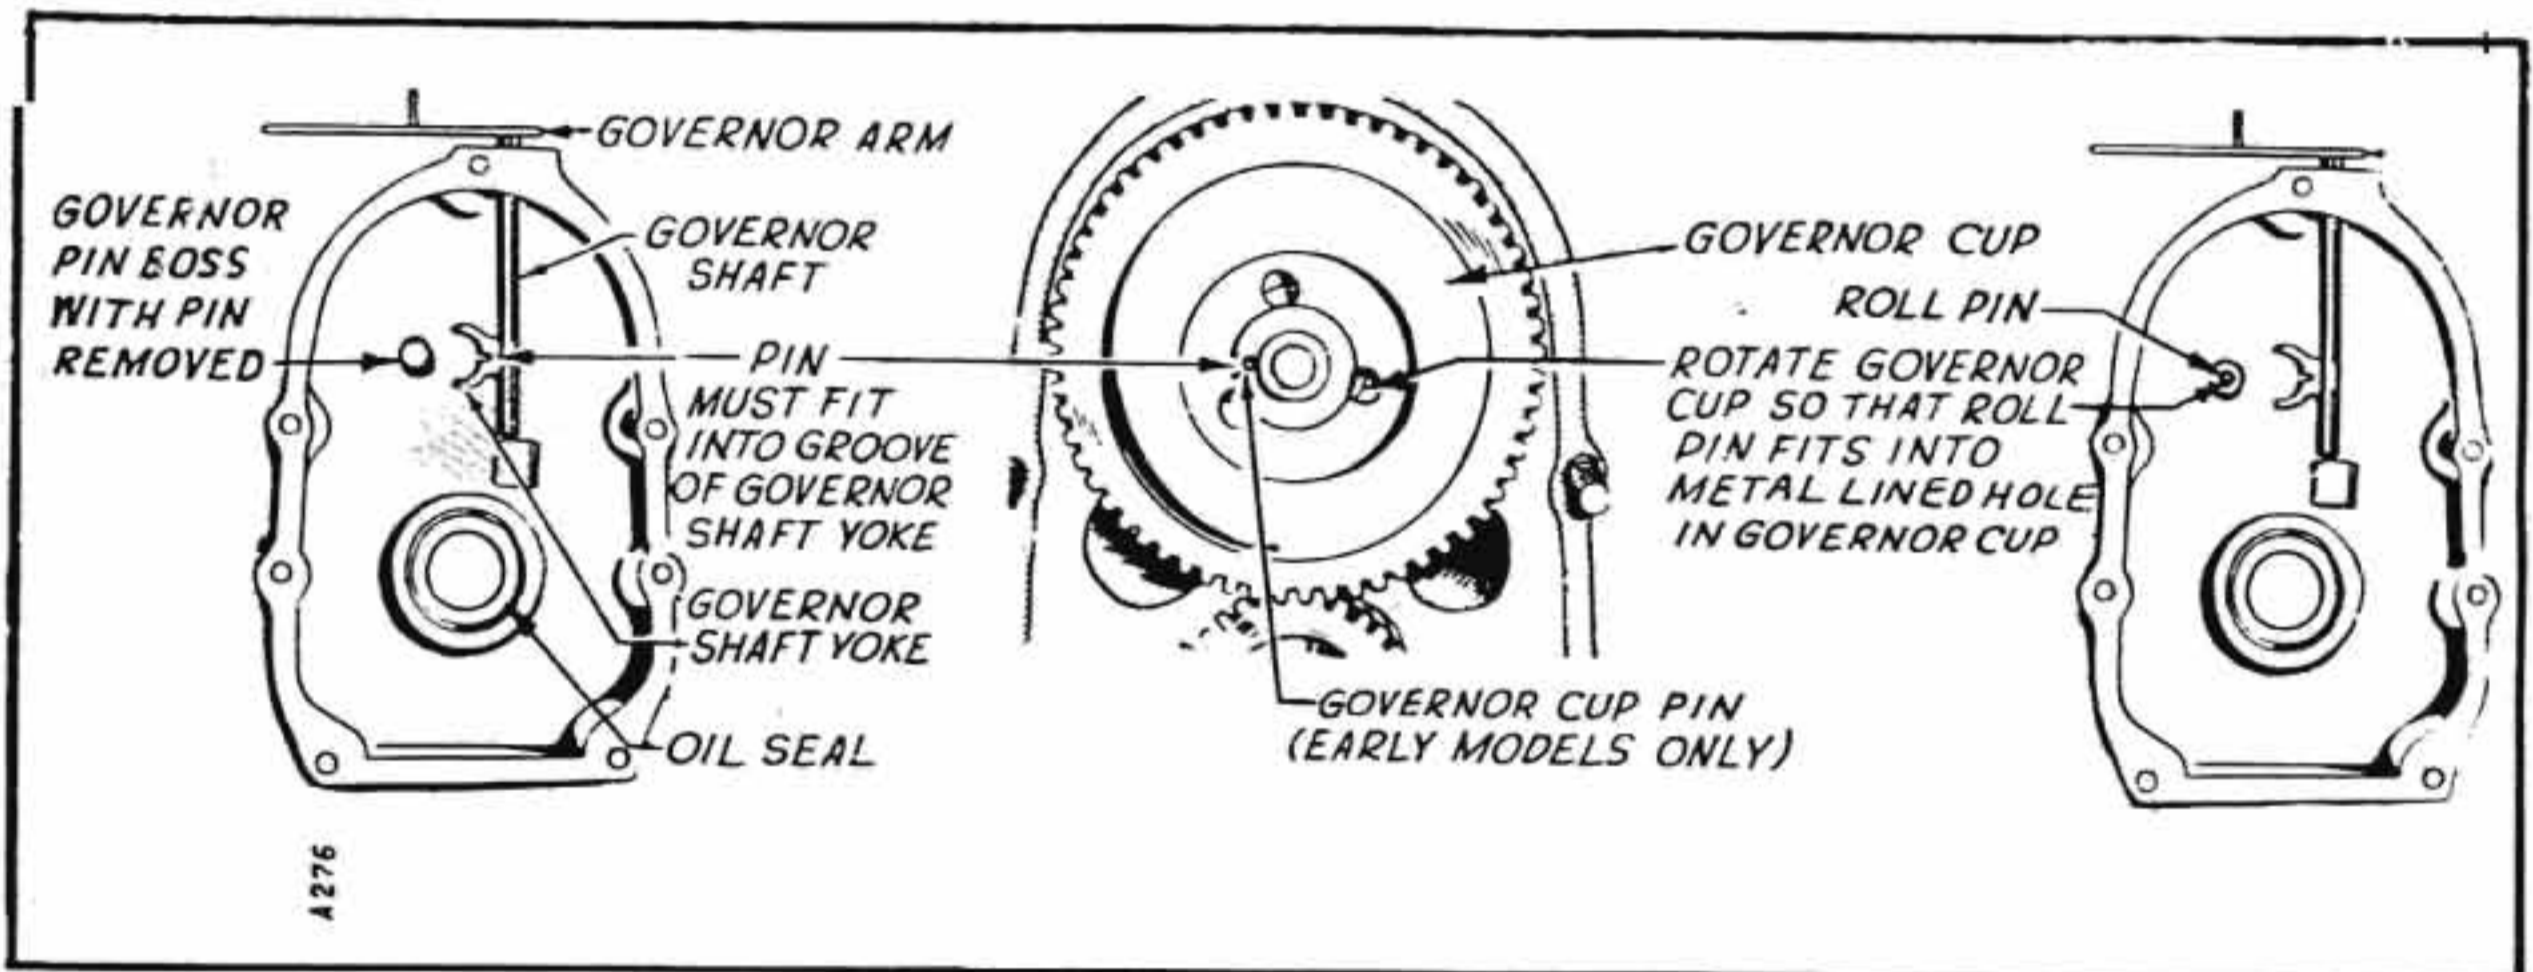 GOVERNOR ARM
GOVERNOR
PIN BOSS
WITH PIN
REMOVED
GOVERNOR
SHAFT
PIN
MUST FIT
INTO GROOVE
OF GOVERNOR
SHAFT YOKE
GOVERNOR
SHAFT YOKE
OIL SEAL
GOVERNOR CUP
ROLL PIN
ROTATE GOVERNOR
CUP SO THAT ROLL
PIN FITS INTO
METAL LINED HOLE
IN GOVERNOR CUP
GOVERNOR CUP PIN
(EARLY MODELS ONLY)
A276